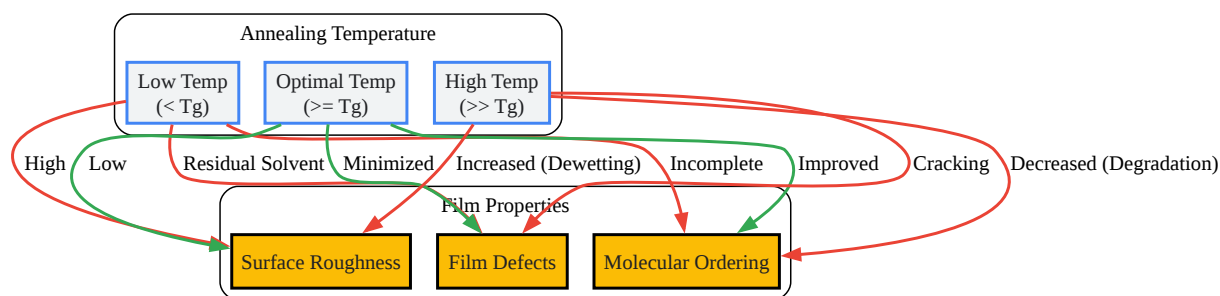 Annealing Temperature
Low Temp
(< Tg)
Optimal Temp
(>= Tg)
High Temp
(>> Tg)
High
Low
Residual Solvent
Minimized
Increased (Dewetting)
Incomplete
Improved
Cracking
Decreased (Degradation)
Film Properties
Surface Roughness
Film Defects
Molecular Ordering